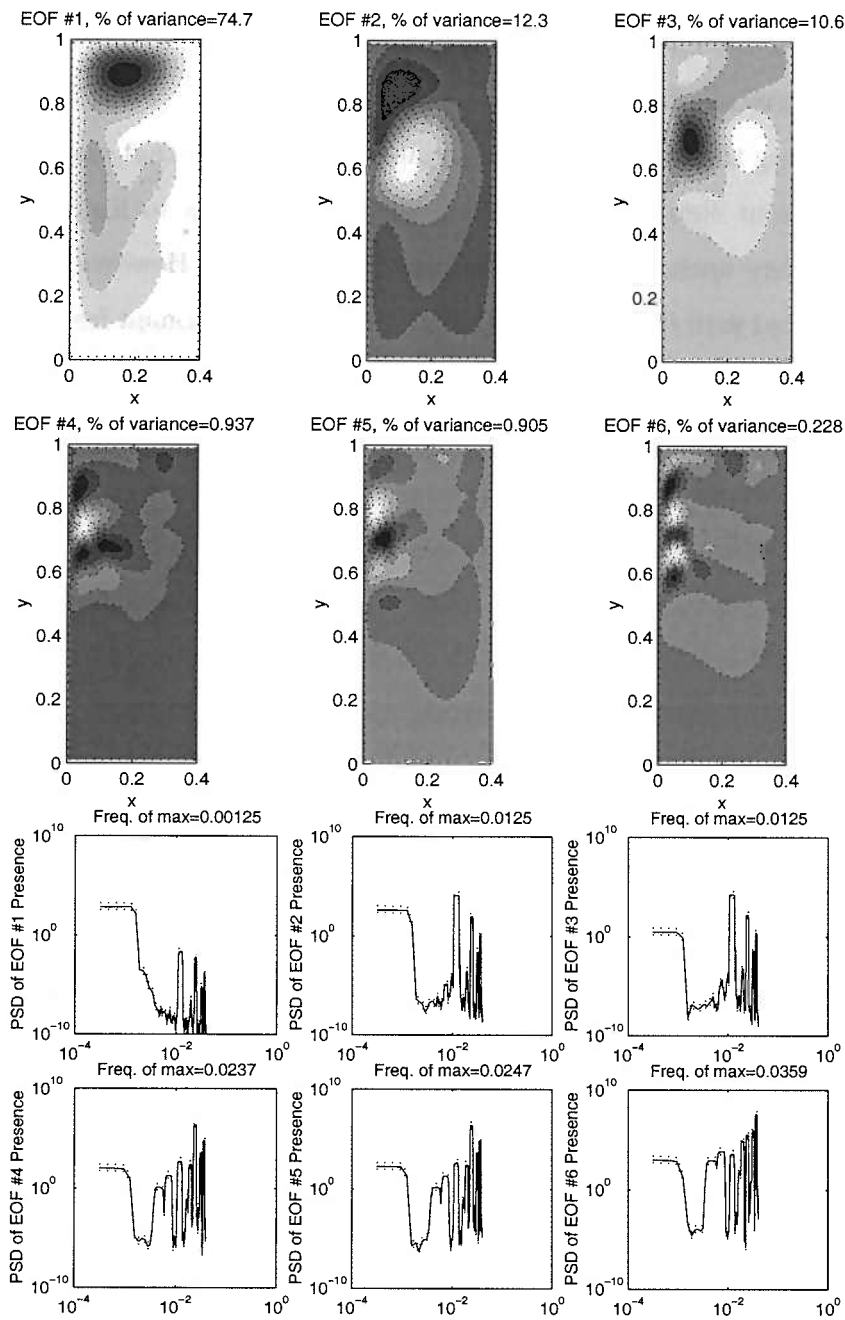 EOF #1, % of variance=74.7
EOF #2, % of variance=12.3
EOF #3, % of variance=10.6
1
0.8
0.6
0.4
0.2
0
y
0 0.2 0.4
x
1
0.8
0.6
0.4
0.2
0
y
0 0.2 0.4
x
1
0.8
0.6
0.4
0.2
0
y
0 0.2 0.4
x
EOF #4, % of variance=0.937
EOF #5, % of variance=0.905
EOF #6, % of variance=0.228
1
0.8
0.6
0.4
0.2
0
y
0 0.2 0.4
x
1
0.8
0.6
0.4
0.2
0
y
0 0.2 0.4
x
1
0.8
0.6
0.4
0.2
0
y
0 0.2 0.4
x
Freq. of max=0.00125
PSD of EOF #1 Presence
10^10
10^0
10^-10
10^-4 10^-2 10^0
Freq. of max=0.0125
PSD of EOF #2 Presence
10^10
10^0
10^-10
10^-4 10^-2 10^0
Freq. of max=0.0125
PSD of EOF #3 Presence
10^10
10^0
10^-10
10^-4 10^-2 10^0
Freq. of max=0.0237
PSD of EOF #4 Presence
10^10
10^0
10^-10
10^-4 10^-2 10^0
Freq. of max=0.0247
PSD of EOF #5 Presence
10^10
10^0
10^-10
10^-4 10^-2 10^0
Freq. of max=0.0359
PSD of EOF #6 Presence
10^10
10^0
10^-10
10^-4 10^-2 10^0